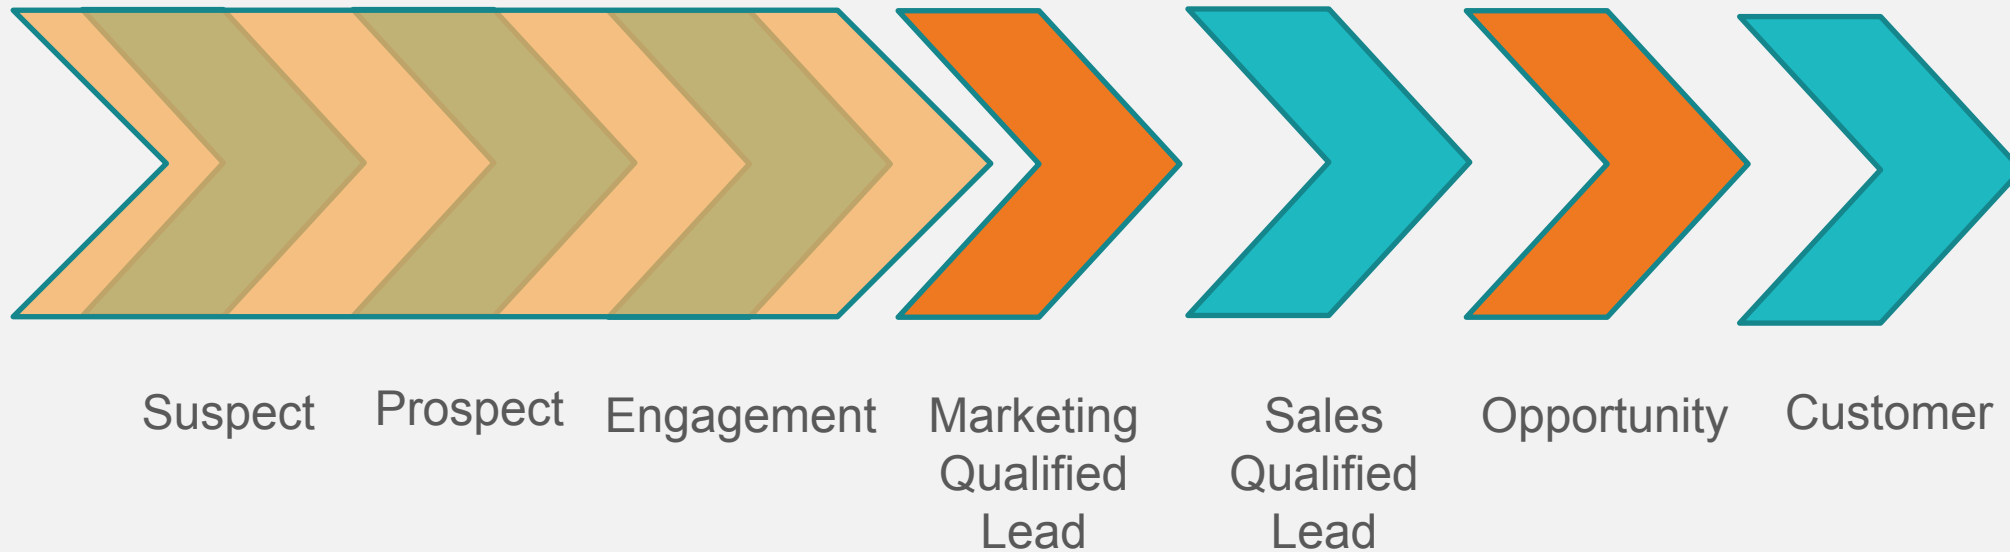 Suspect
Prospect
Engagement
Marketing
Qualified
Lead
Sales
Qualified
Lead
Opportunity
Customer